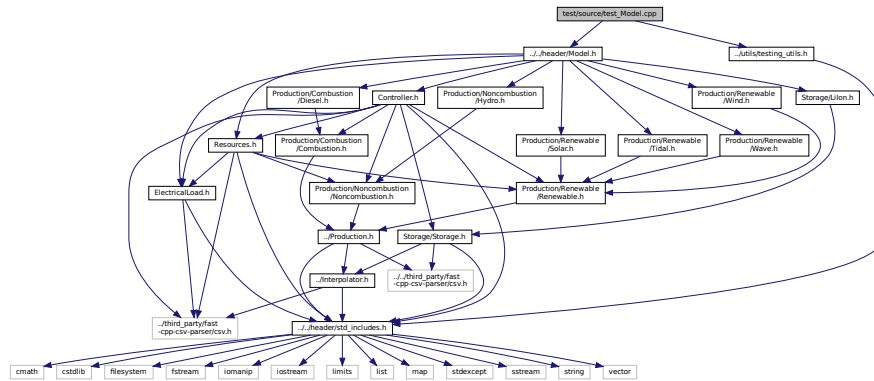 test/source/test_Model.cpp
../../header/Model.h
../utils/testing_utils.h
Production/Combustion
/Diesel.h
Controller.h
Production/Noncombustion
/Hydro.h
Production/Renewable
/Wind.h
Storage/LiIon.h
Resources.h
Production/Combustion
/Combustion.h
Production/Renewable
/Solar.h
Production/Renewable
/Tidal.h
Production/Renewable
/Wave.h
ElectricalLoad.h
Production/Noncombustion
/Noncombustion.h
Production/Renewable
/Renewable.h
../Production.h
Storage/Storage.h
../Interpolator.h
../../third_party/fast
-cpp-csv-parser/csv.h
../third_party/fast
-cpp-csv-parser/csv.h
../../header/std_includes.h
cmath
cstdlib
filesystem
fstream
iomanip
iostream
limits
list
map
stdexcept
sstream
string
vector